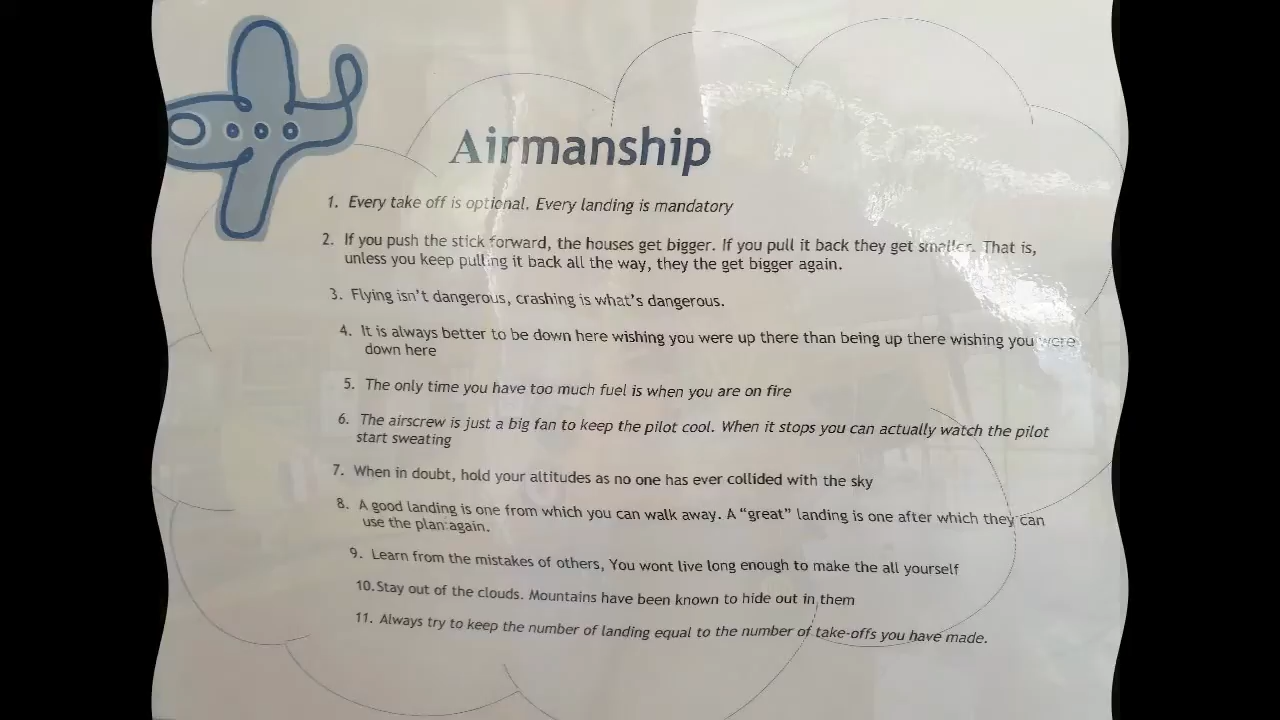 Airmanship
1. Every take off is optional. Every landing is mandatory
2. If you push the stick forward, the houses get bigger. If you pull it back they get smaller. That is,
unless you keep pulling it back all the way, they the get bigger again.
3. Flying isn't dangerous, crashing is what's dangerous.
4. It is always better to be down here wishing you were up there than being up there wishing you were
down here
5. The only time you have too much fuel is when you are on fire
6. The airscrew is just a big fan to keep the pilot cool. When it stops you can actually watch the pilot
start sweating
7. When in doubt, hold your altitudes as no one has ever collided with the sky
8. A good landing is one from which you can walk away. A “great” landing is one after which they can
use the plan again.
9. Learn from the mistakes of others, You wont live long enough to make the all yourself
10. Stay out of the clouds. Mountains have been known to hide out in them
11. Always try to keep the number of landing equal to the number of take-offs you have made.